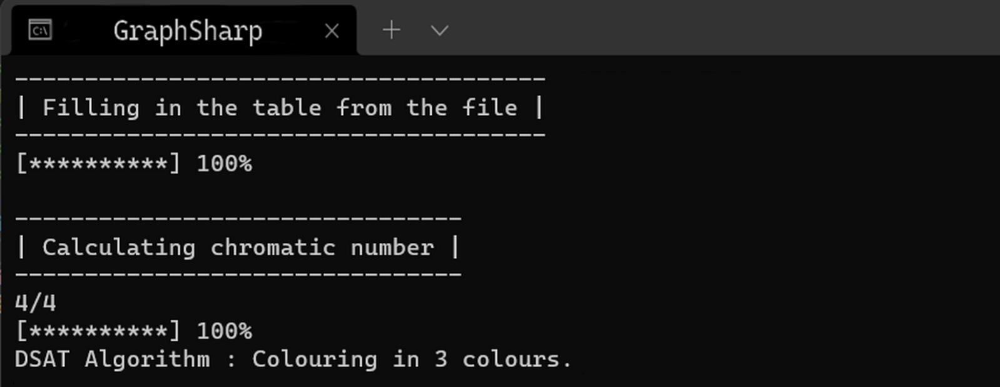 GraphSharp
--------------------------------------
| Filling in the table from the file |
--------------------------------------
[**********] 100%
--------------------------------
| Calculating chromatic number |
--------------------------------
4/4
[**********] 100%
DSAT Algorithm : Colouring in 3 colours.